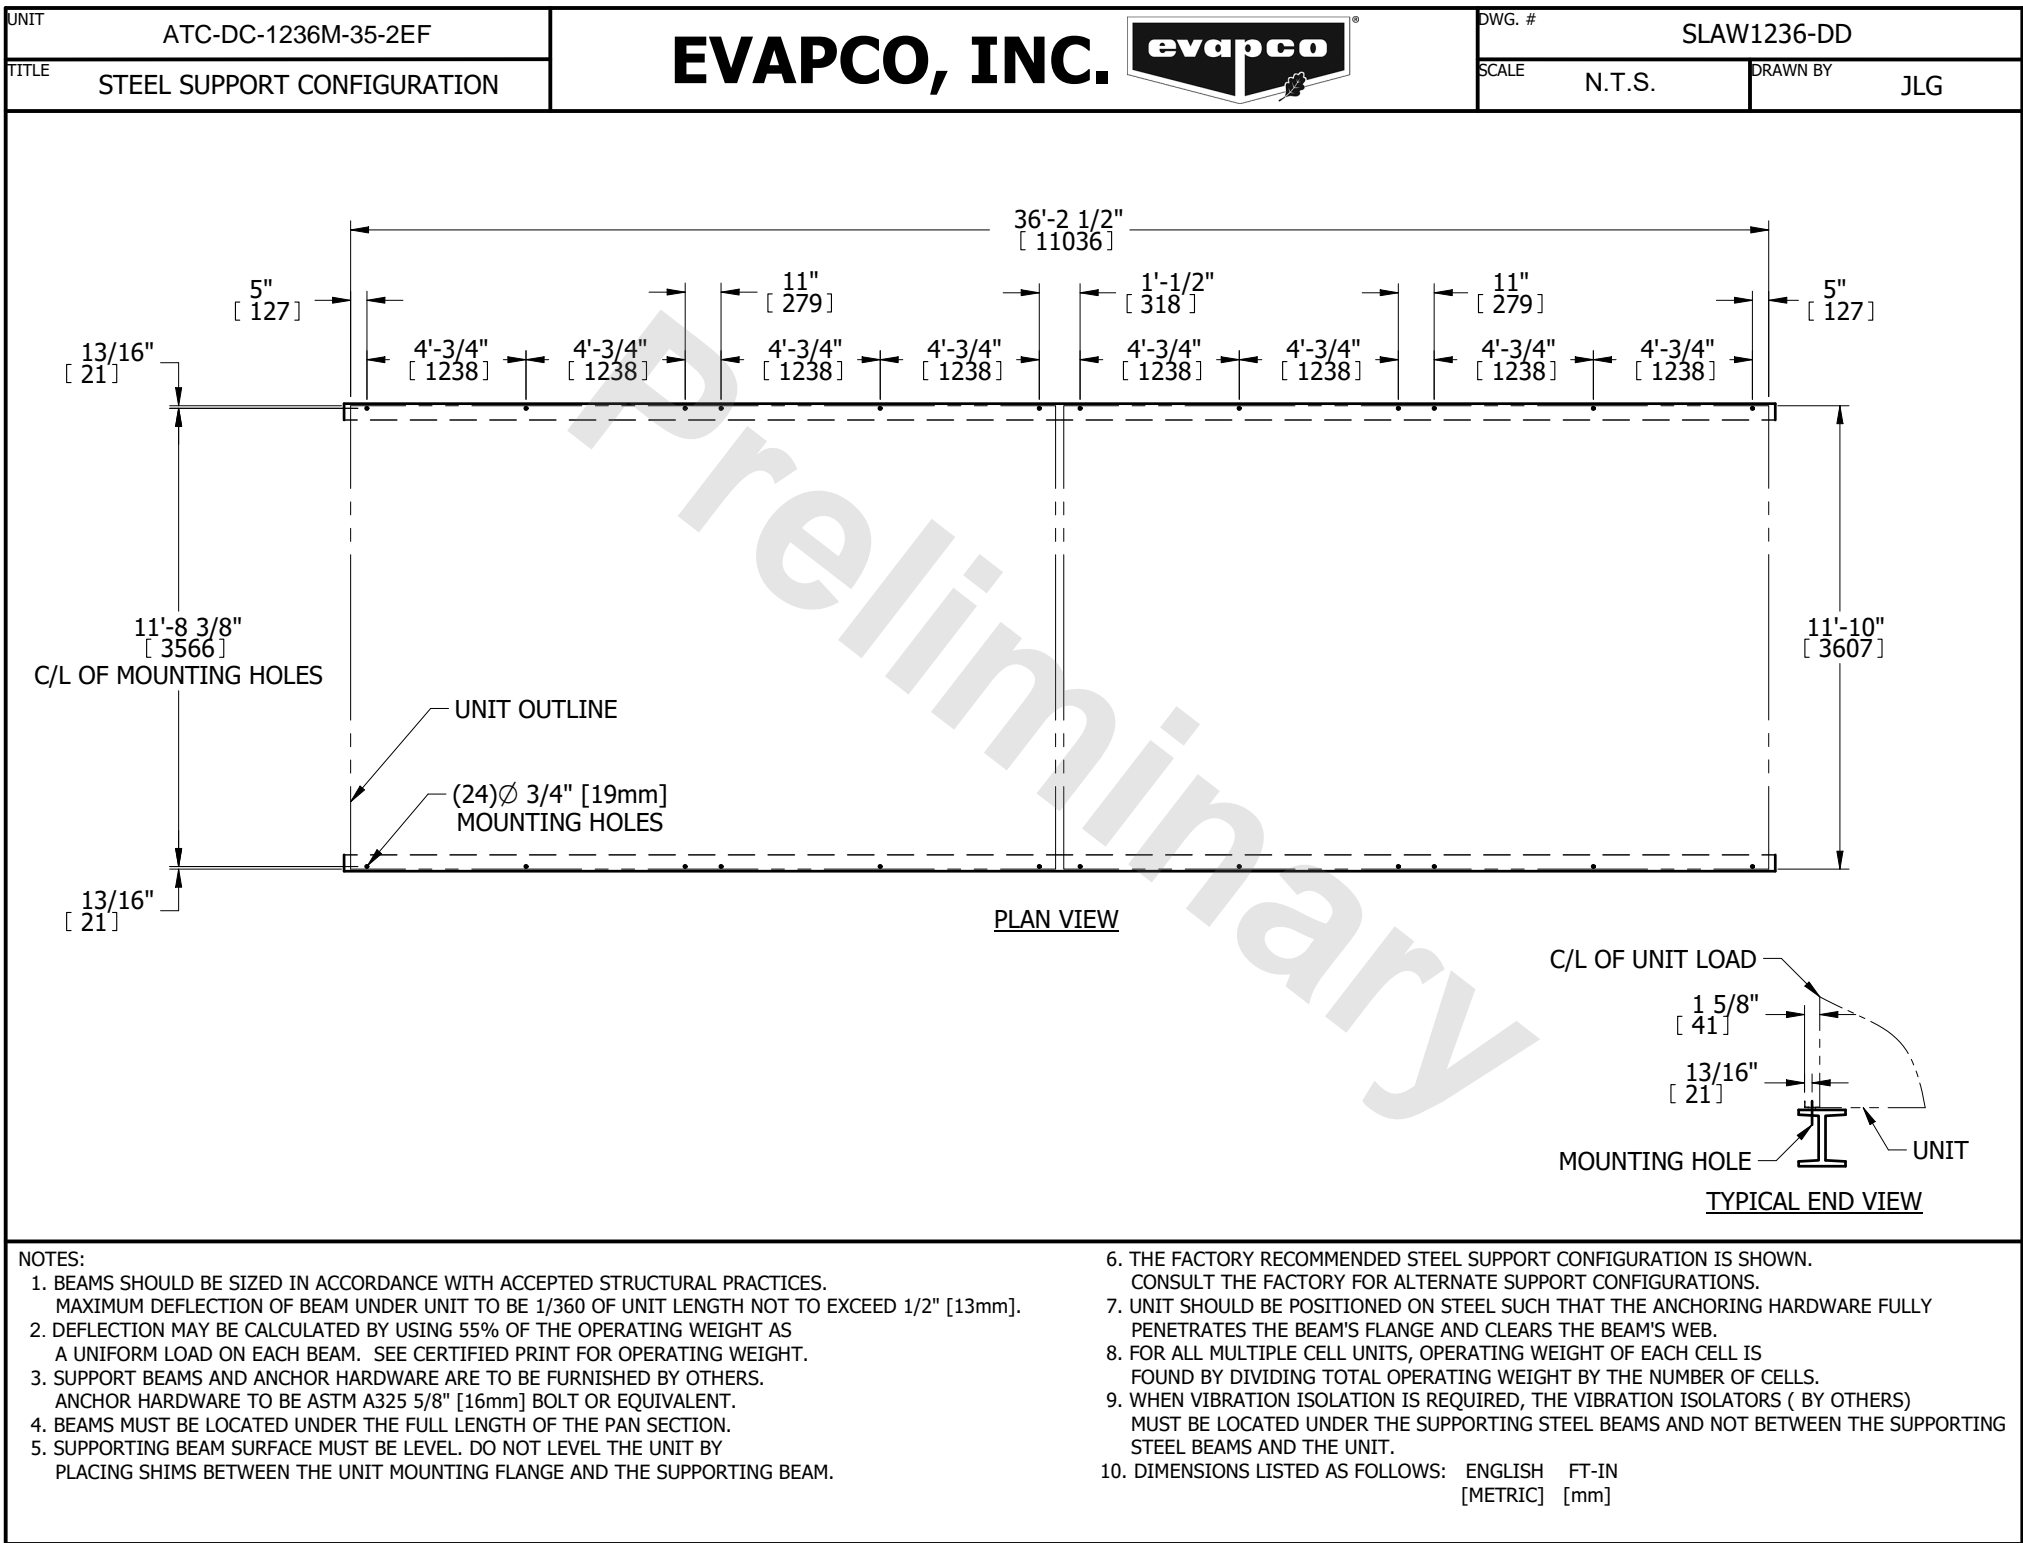 UNIT
ATC-DC-1236M-35-2EF
TITLE
STEEL SUPPORT CONFIGURATION
EVAPCO, INC.
evapco
®
DWG. #
SLAW1236-DD
SCALE
N.T.S.
DRAWN BY
JLG
36'-2 1/2"
[ 11036]
5"
[ 127]
11"
[ 279]
1'-1/2"
[ 318 ]
11"
[ 279]
5"
[ 127]
13/16"
[ 21]
4'-3/4"
[ 1238]
4'-3/4"
[ 1238]
4'-3/4"
[ 1238]
4'-3/4"
[ 1238]
4'-3/4"
[ 1238]
4'-3/4"
[ 1238]
4'-3/4"
[ 1238]
4'-3/4"
[ 1238]
11'-8 3/8"
[ 3566]
C/L OF MOUNTING HOLES
11'-10"
[ 3607]
UNIT OUTLINE
(24)∅ 3/4" [19mm]
MOUNTING HOLES
13/16"
[ 21]
PLAN VIEW
Preliminary
C/L OF UNIT LOAD
1 5/8"
[ 41]
13/16"
[ 21]
MOUNTING HOLE
UNIT
TYPICAL END VIEW
NOTES:
1. BEAMS SHOULD BE SIZED IN ACCORDANCE WITH ACCEPTED STRUCTURAL PRACTICES.
MAXIMUM DEFLECTION OF BEAM UNDER UNIT TO BE 1/360 OF UNIT LENGTH NOT TO EXCEED 1/2" [13mm].
2. DEFLECTION MAY BE CALCULATED BY USING 55% OF THE OPERATING WEIGHT AS
A UNIFORM LOAD ON EACH BEAM. SEE CERTIFIED PRINT FOR OPERATING WEIGHT.
3. SUPPORT BEAMS AND ANCHOR HARDWARE ARE TO BE FURNISHED BY OTHERS.
ANCHOR HARDWARE TO BE ASTM A325 5/8" [16mm] BOLT OR EQUIVALENT.
4. BEAMS MUST BE LOCATED UNDER THE FULL LENGTH OF THE PAN SECTION.
5. SUPPORTING BEAM SURFACE MUST BE LEVEL. DO NOT LEVEL THE UNIT BY
PLACING SHIMS BETWEEN THE UNIT MOUNTING FLANGE AND THE SUPPORTING BEAM.
6. THE FACTORY RECOMMENDED STEEL SUPPORT CONFIGURATION IS SHOWN.
CONSULT THE FACTORY FOR ALTERNATE SUPPORT CONFIGURATIONS.
7. UNIT SHOULD BE POSITIONED ON STEEL SUCH THAT THE ANCHORING HARDWARE FULLY
PENETRATES THE BEAM'S FLANGE AND CLEARS THE BEAM'S WEB.
8. FOR ALL MULTIPLE CELL UNITS, OPERATING WEIGHT OF EACH CELL IS
FOUND BY DIVIDING TOTAL OPERATING WEIGHT BY THE NUMBER OF CELLS.
9. WHEN VIBRATION ISOLATION IS REQUIRED, THE VIBRATION ISOLATORS ( BY OTHERS)
MUST BE LOCATED UNDER THE SUPPORTING STEEL BEAMS AND NOT BETWEEN THE SUPPORTING
STEEL BEAMS AND THE UNIT.
10. DIMENSIONS LISTED AS FOLLOWS: ENGLISH FT-IN
[METRIC] [mm]